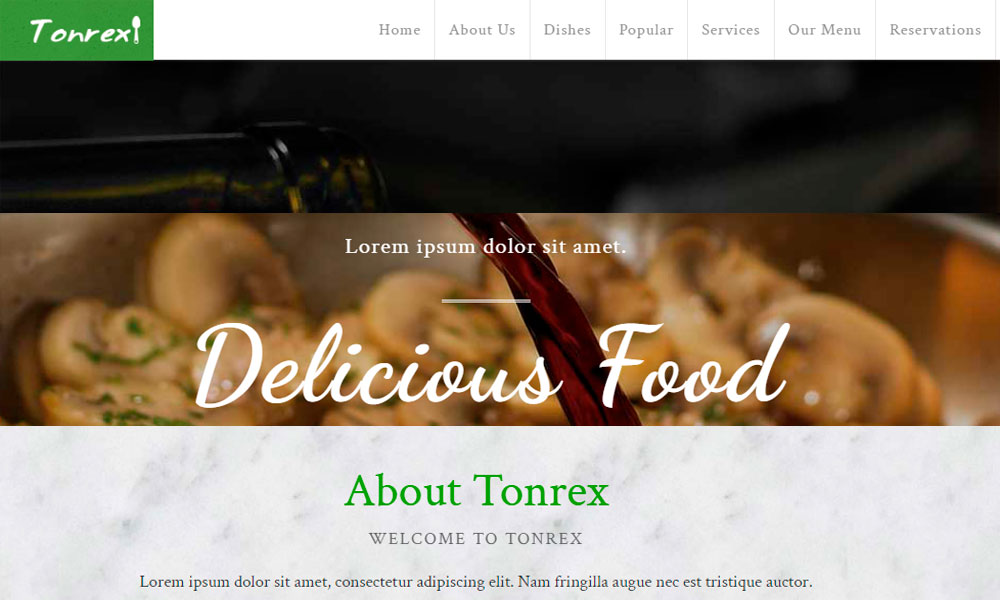 Tonrex
Home About Us Dishes Popular Services Our Menu Reservations
Lorem ipsum dolor sit amet.
Delicious Food
About Tonrex
WELCOME TO TONREX
Lorem ipsum dolor sit amet, consectetur adipiscing elit. Nam fringilla augue nec est tristique auctor.